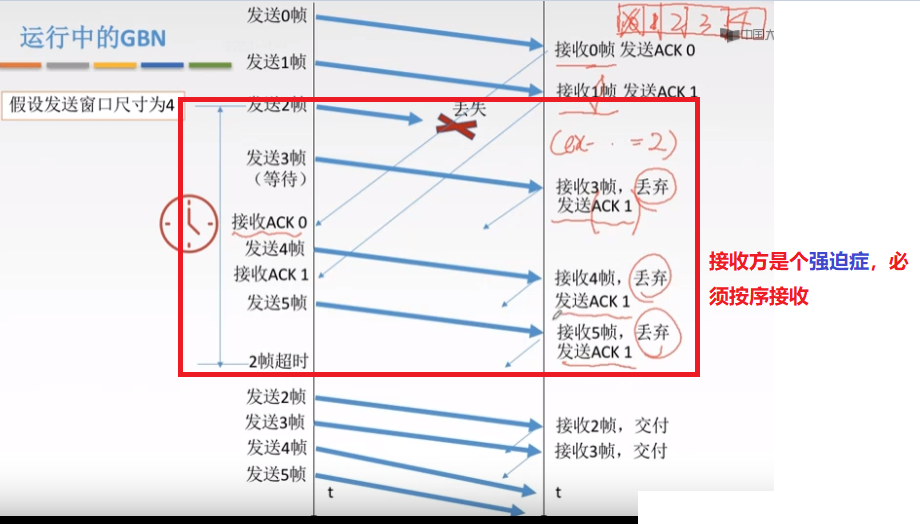 运行中的GBN
假设发送窗口尺寸为4
发送0帧
发送1帧
发送2帧
发送3帧
(等待)
接收ACK 0
发送4帧
接收ACK 1
发送5帧
2帧超时
发送2帧
发送3帧
发送4帧
发送5帧
丢失
t
1 2 3 4
中国大
接收0帧 发送ACK 0
接收1帧 发送ACK 1
(ex- · · = 2)
接收3帧，丢弃
发送ACK 1
接收4帧，丢弃
发送ACK 1
接收5帧，丢弃
发送ACK 1
接收2帧，交付
接收3帧，交付
t
接收方是个强迫症，必
须按序接收